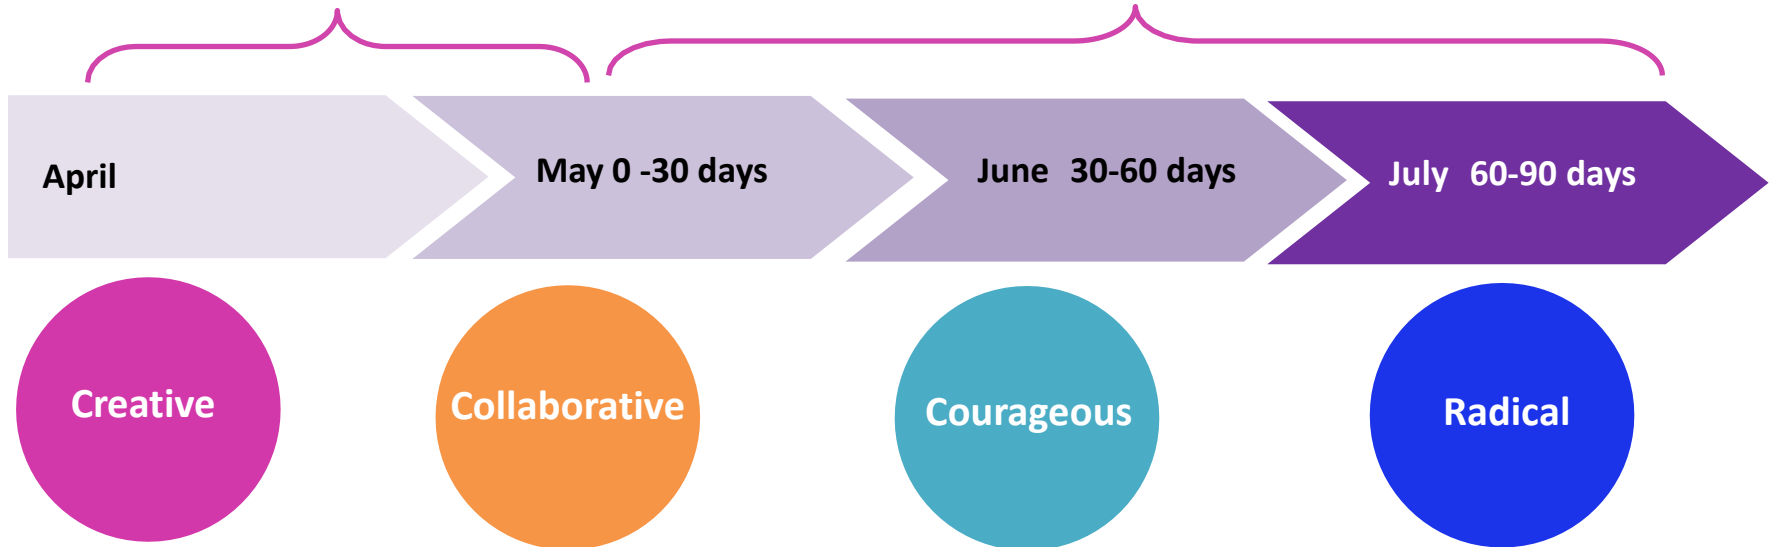 April
May 0 -30 days
June 30-60 days
July 60-90 days
Creative
Collaborative
Courageous
Radical